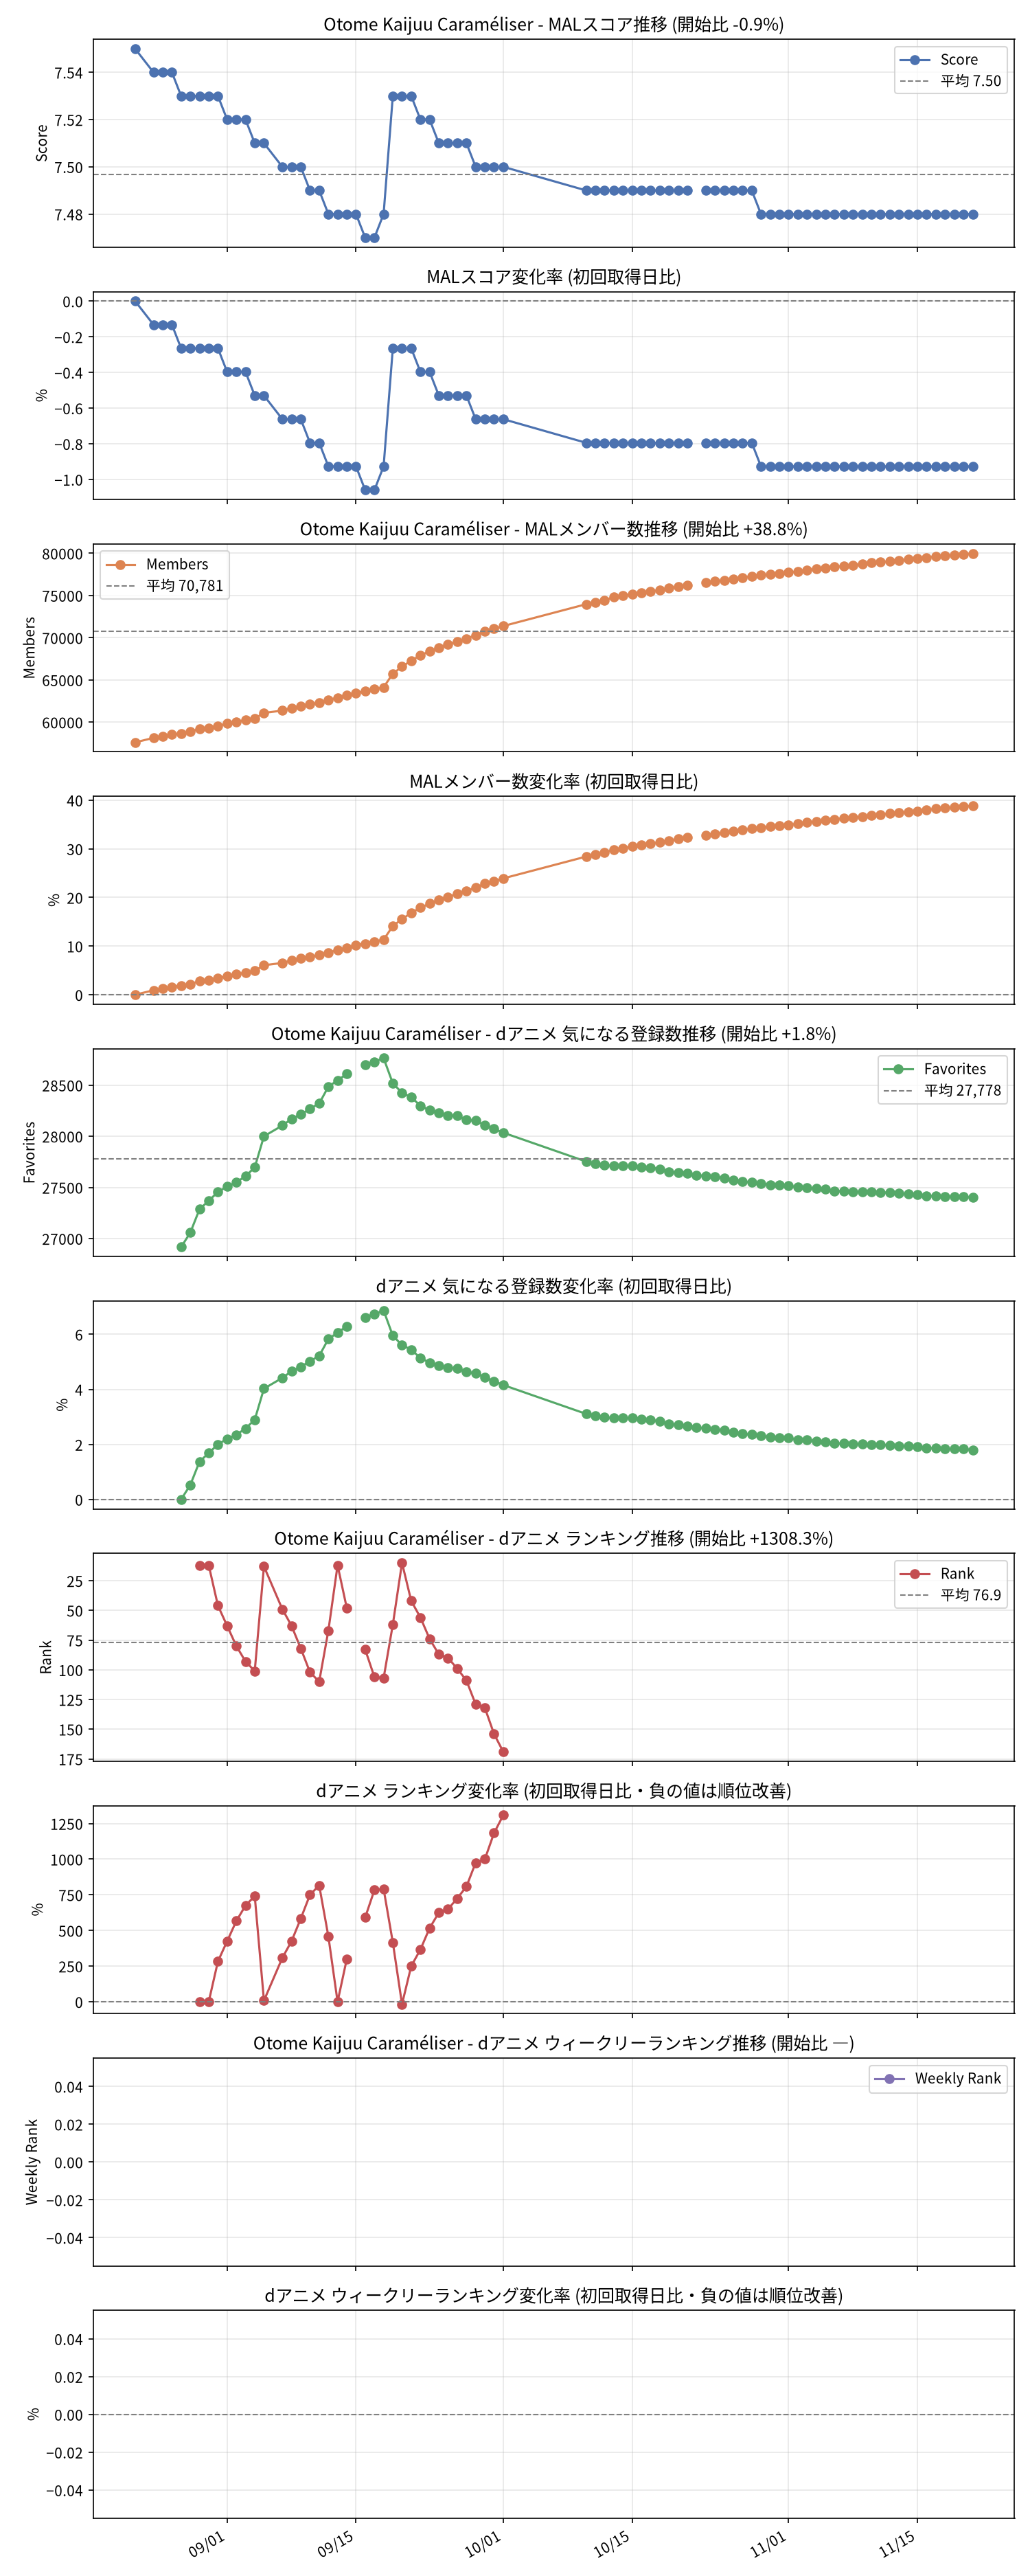 Otome Kaijuu Caraméliser - MALスコア推移 (開始比 -0.9%)
Score
7.54
7.52
7.50
7.48
Score
平均 7.50
MALスコア変化率 (初回取得日比)
%
0.0
−0.2
−0.4
−0.6
−0.8
−1.0
Otome Kaijuu Caraméliser - MALメンバー数推移 (開始比 +38.8%)
Members
80000
75000
70000
65000
60000
Members
平均 70,781
MALメンバー数変化率 (初回取得日比)
%
40
30
20
10
0
Otome Kaijuu Caraméliser - dアニメ 気になる登録数推移 (開始比 +1.8%)
Favorites
28500
28000
27500
27000
Favorites
平均 27,778
dアニメ 気になる登録数変化率 (初回取得日比)
%
6
4
2
0
Otome Kaijuu Caraméliser - dアニメ ランキング推移 (開始比 +1308.3%)
Rank
25
50
75
100
125
150
175
Rank
平均 76.9
dアニメ ランキング変化率 (初回取得日比・負の値は順位改善)
%
1250
1000
750
500
250
0
Otome Kaijuu Caraméliser - dアニメ ウィークリーランキング推移 (開始比 —)
Weekly Rank
0.04
0.02
0.00
−0.02
−0.04
Weekly Rank
dアニメ ウィークリーランキング変化率 (初回取得日比・負の値は順位改善)
%
0.04
0.02
0.00
−0.02
−0.04
09/01
09/15
10/01
10/15
11/01
11/15